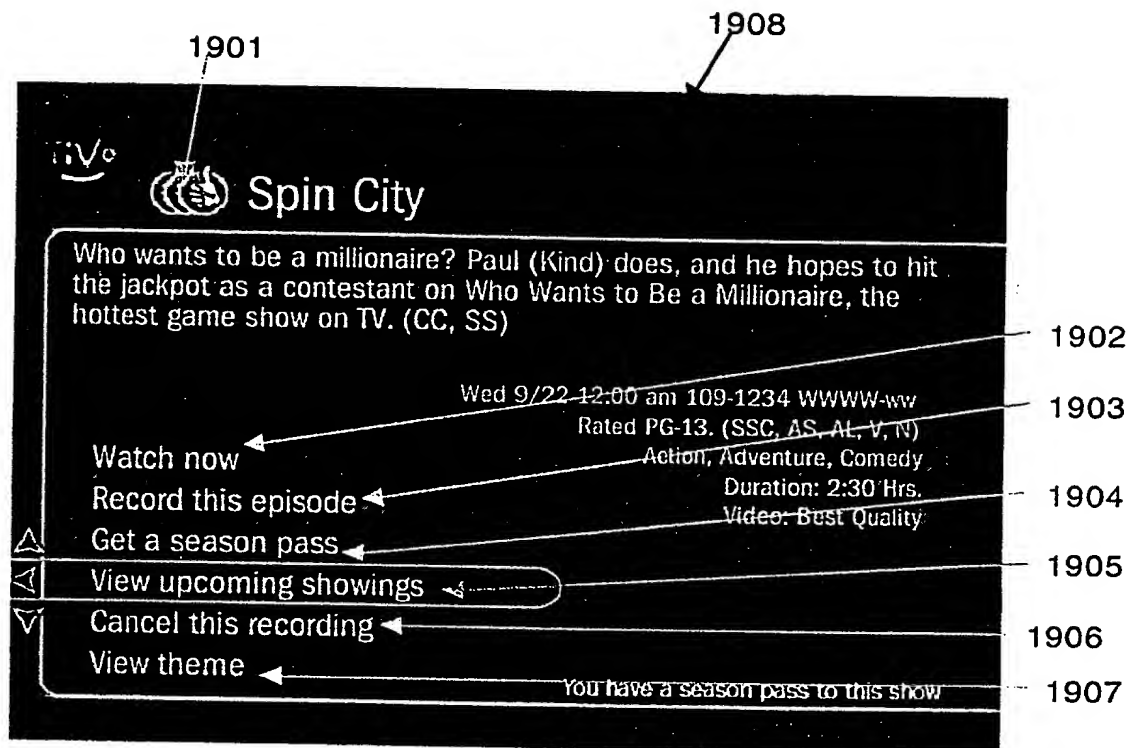 1908
1901
TiVo
Spin City
Who wants to be a millionaire? Paul (Kind) does, and he hopes to hit
the jackpot as a contestant on Who Wants to Be a Millionaire, the
hottest game show on TV. (CC, SS)
1902
Wed 9/22 12:00 am 109-1234 WWWW-ww
1903
Rated PG-13. (SSC, AS, AL, V, N)
Watch now
Action, Adventure, Comedy
Record this episode
Duration: 2:30 Hrs.
1904
Video: Best Quality
Get a season pass
1905
View upcoming showings
Cancel this recording
1906
View theme
You have a season pass to this show
1907